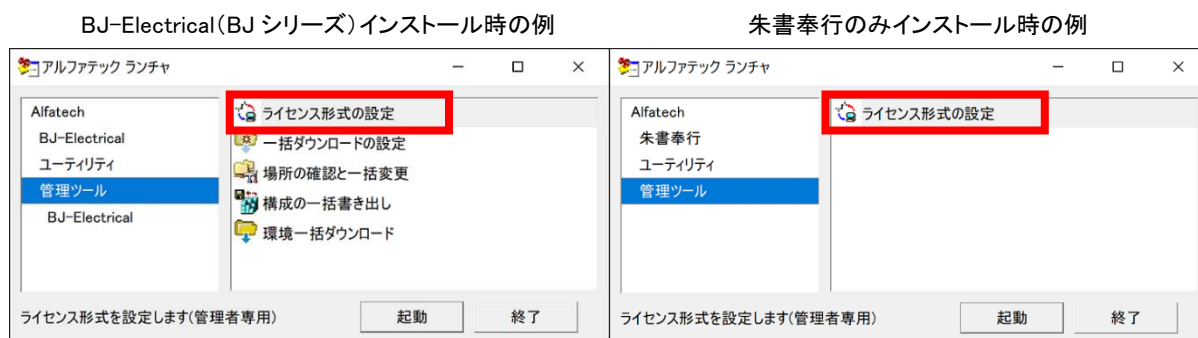 BJ-Electrical(BJ シリーズ)インストール時の例
アルファテック ランチャ
Alfatech
BJ-Electrical
ユーティリティ
管理ツール
BJ-Electrical
ライセンス形式の設定
一括ダウンロードの設定
場所の確認と一括変更
構成の一括書き出し
環境一括ダウンロード
ライセンス形式を設定します(管理者専用)
起動
終了
朱書奉行のみインストール時の例
アルファテック ランチャ
Alfatech
朱書奉行
ユーティリティ
管理ツール
ライセンス形式の設定
ライセンス形式を設定します(管理者専用)
起動
終了